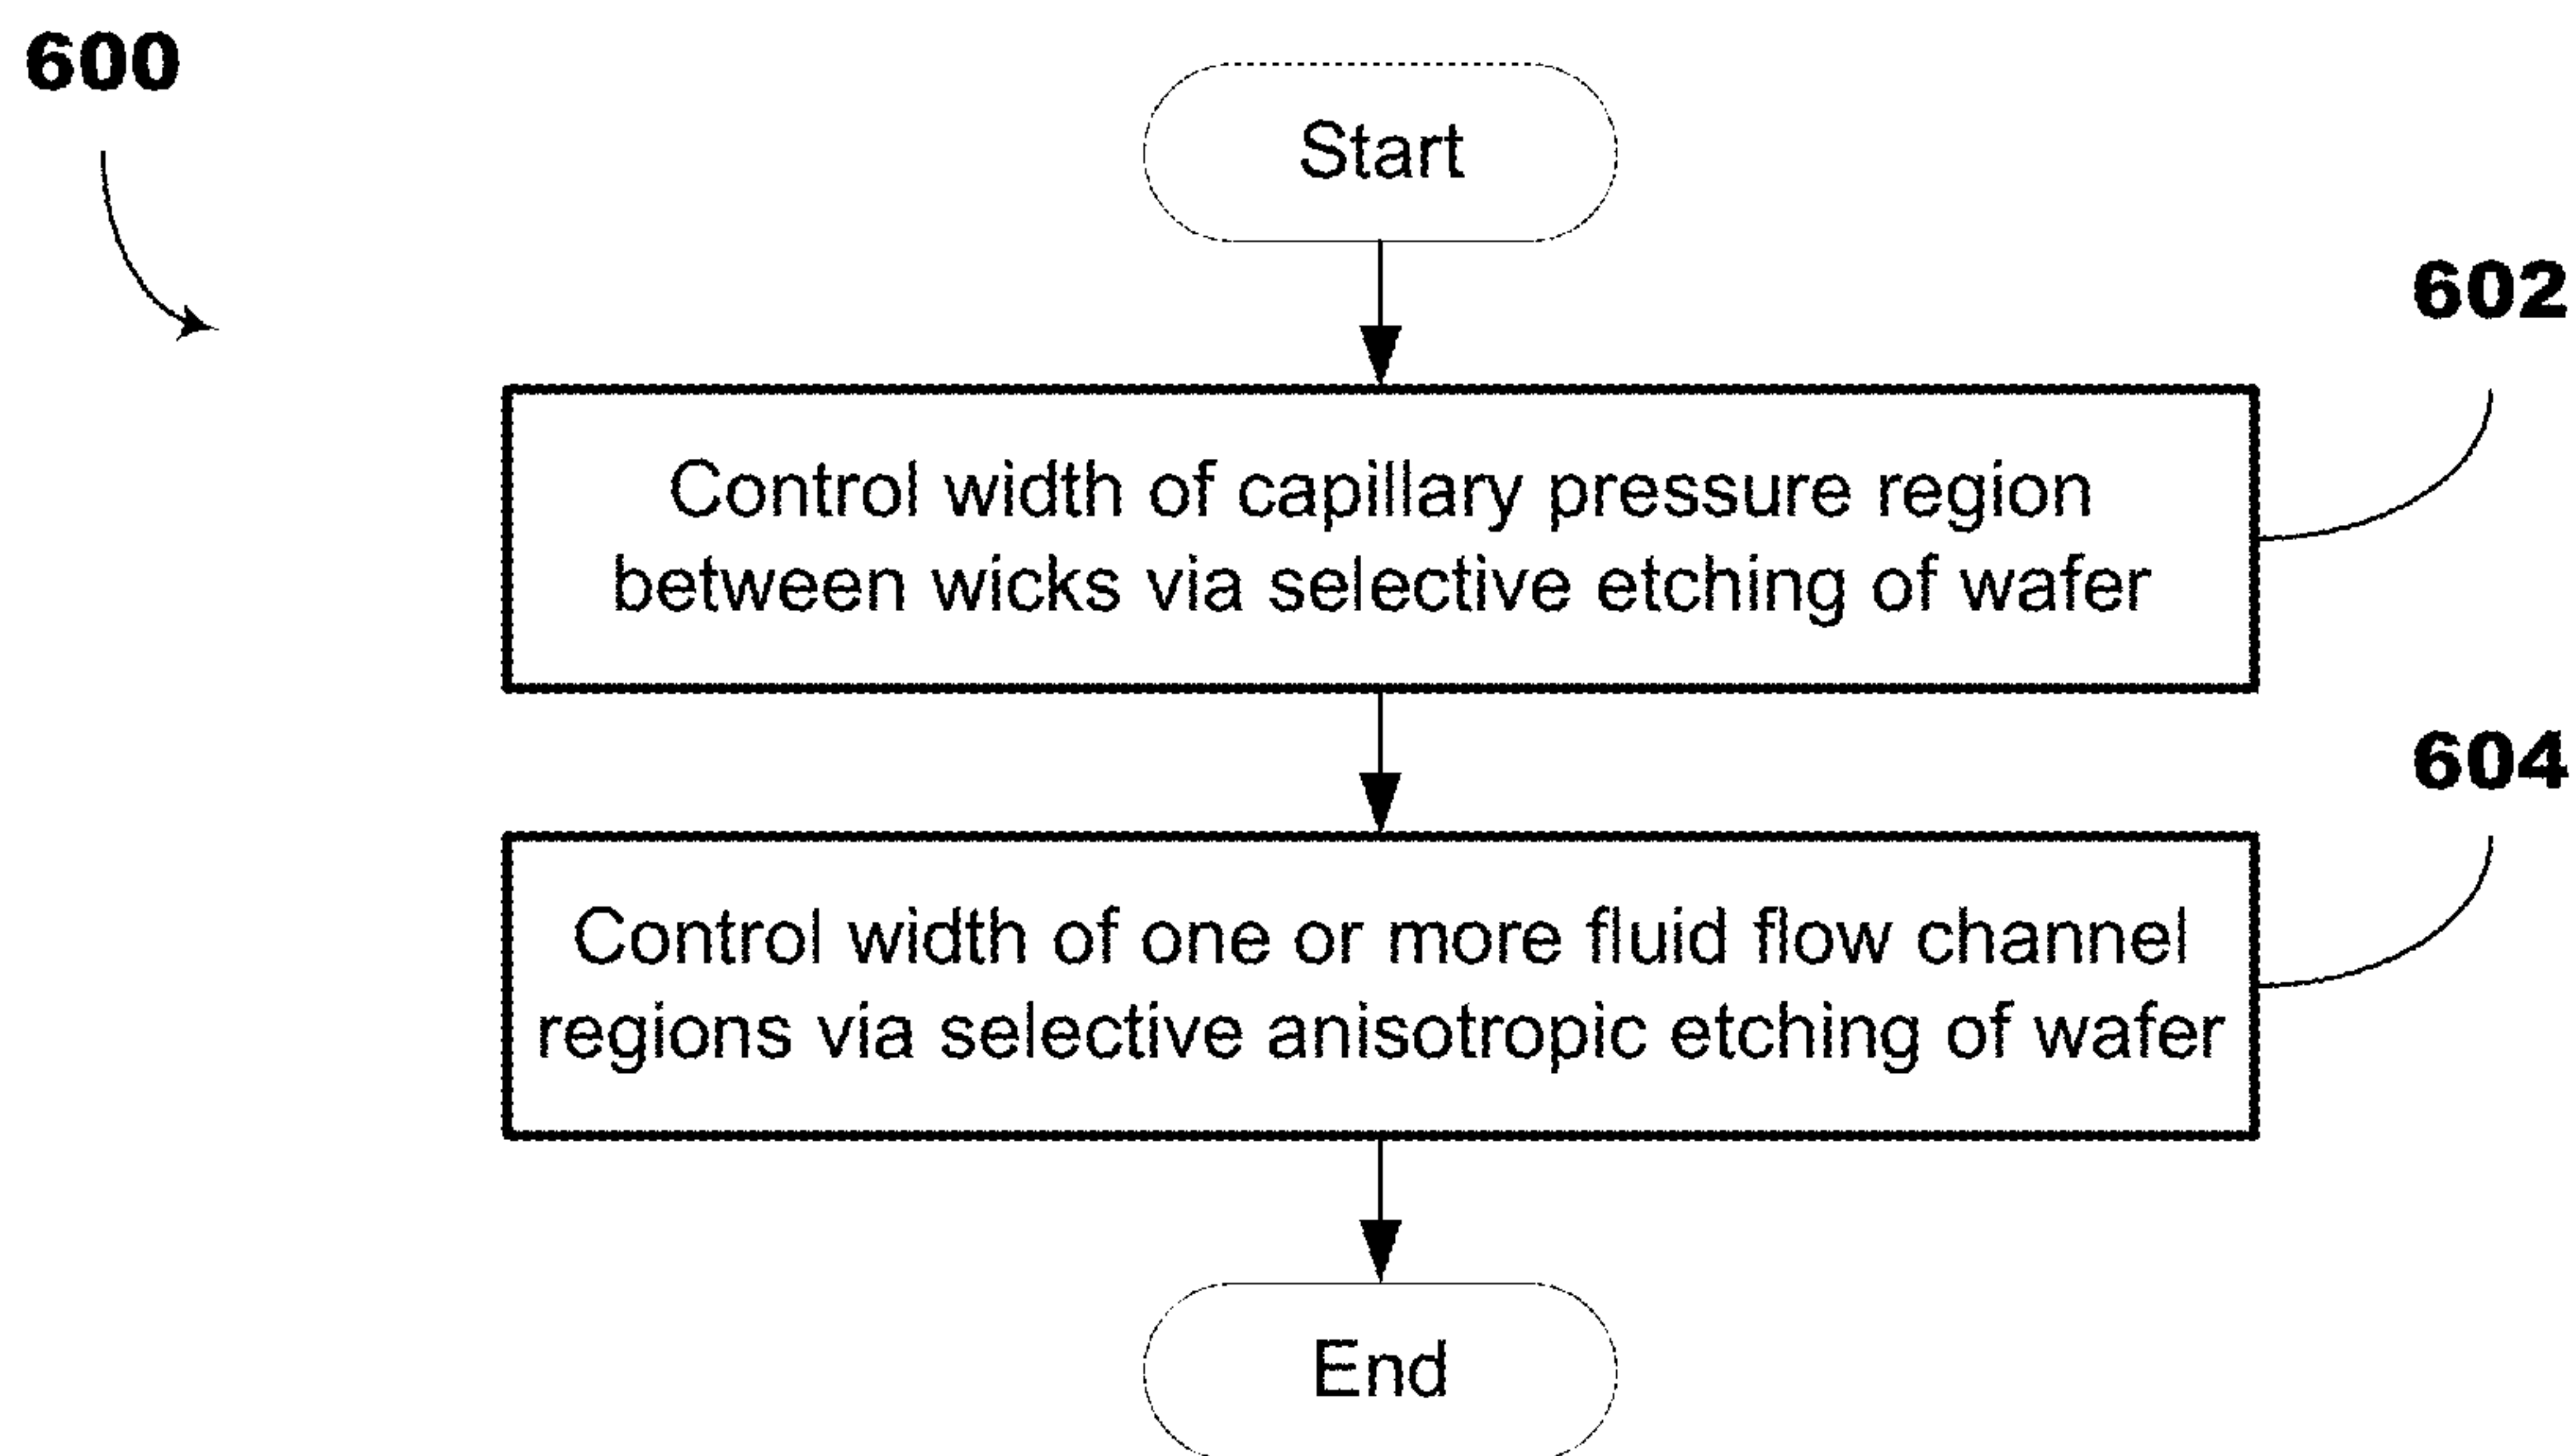 600
Start
602
Control width of capillary pressure region
between wicks via selective etching of wafer
604
Control width of one or more fluid flow channel
regions via selective anisotropic etching of wafer
End